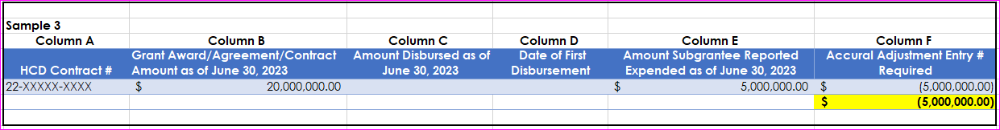 Sample 3
Column A Column B Column C Column D Column E Column F
Grant Award/Agreement/Contract Amount Disbursed as of Date of First Amount Subgrantee Reported Accural Adjustment Entry #
HCD Contract # Amount as of June 30, 2023 June 30, 2023 Disbursement Expended as of June 30, 2023 Required
22-XXXXX-XXXX $ 20,000,000.00 $ 5,000,000.00 $ (5,000,000.00)
$ (5,000,000.00)